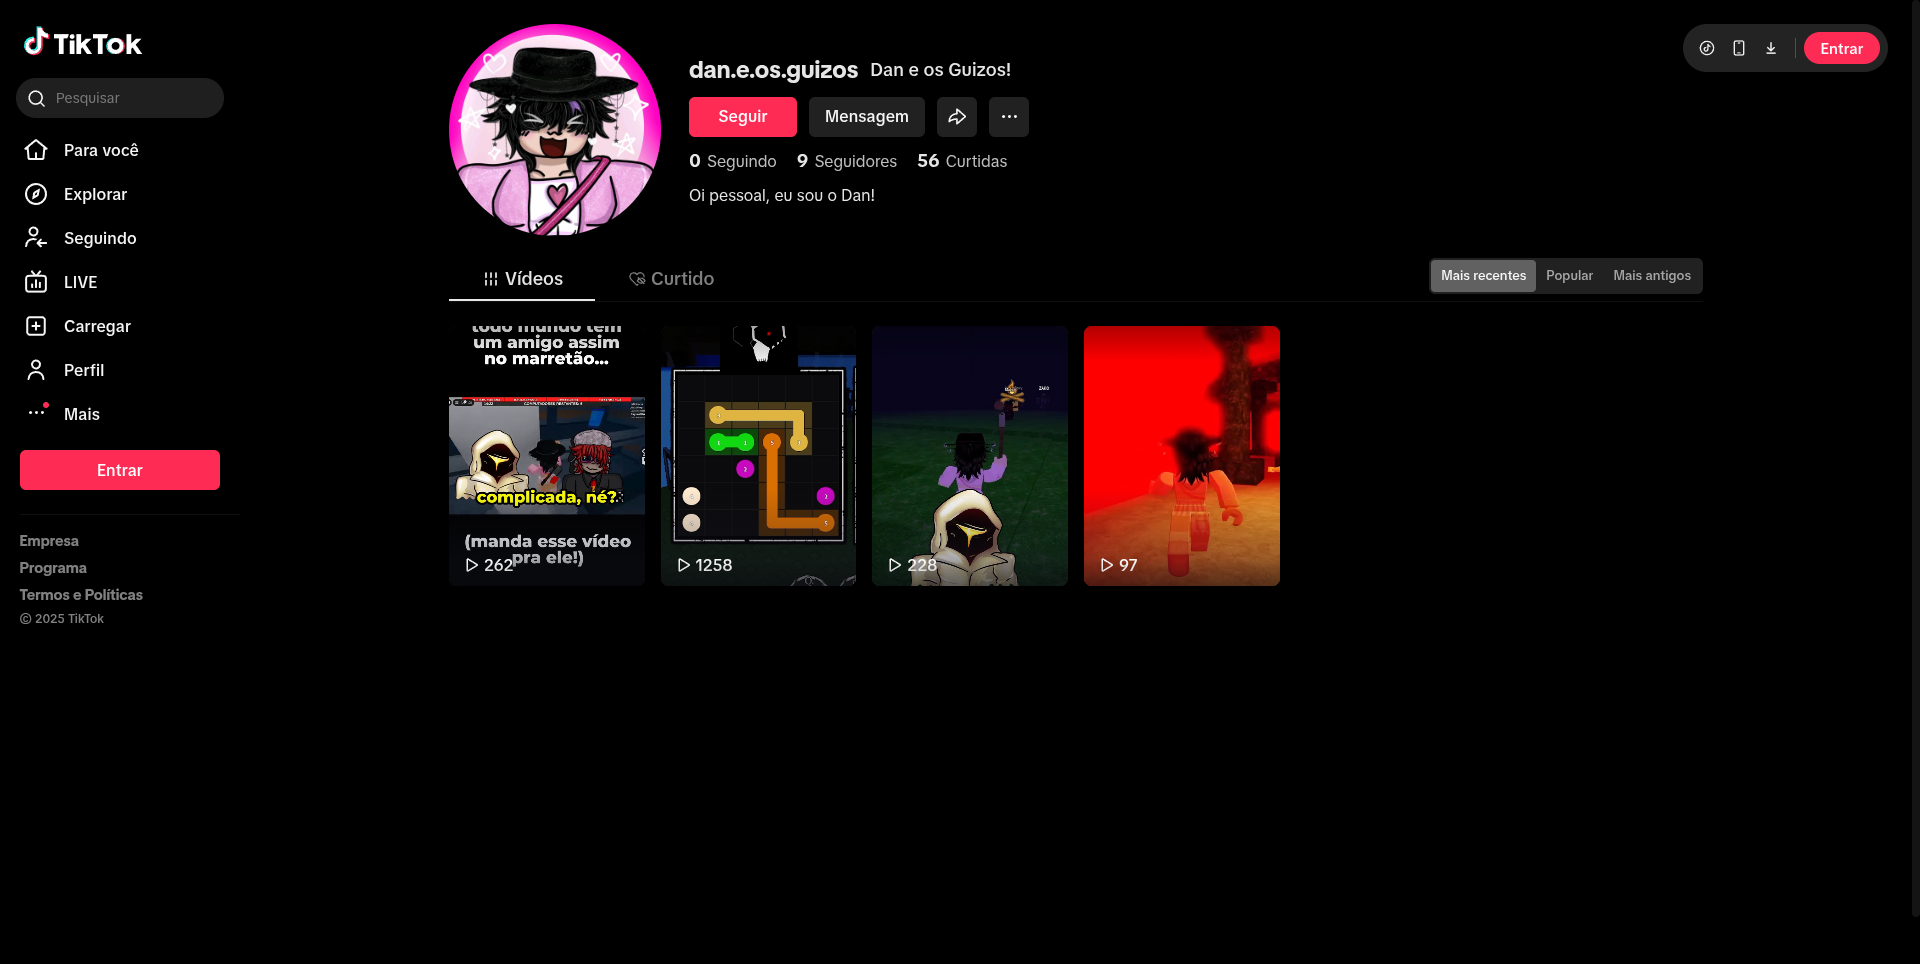 TikTok
Pesquisar
Para você
Explorar
Seguindo
LIVE
Carregar
Perfil
Mais
Entrar
Empresa
Programa
Termos e Políticas
© 2025 TikTok
Entrar
dan.e.os.guizos Dan e os Guizos!
Seguir Mensagem
0 Seguindo 9 Seguidores 56 Curtidas
Oi pessoal, eu sou o Dan!
Vídeos Curtido
Mais recentes Popular Mais antigos
todo mundo tem
um amigo assim
no marretão...
complicada, né?
(manda esse vídeo
pra ele!)
262
1258
228
97